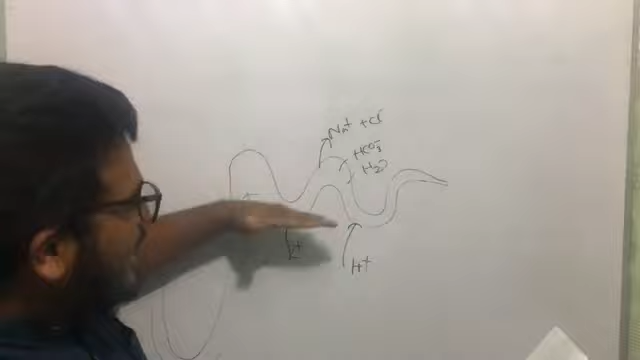 Na⁺ + Cl⁻
HCO₃⁻
H₂O
H⁺